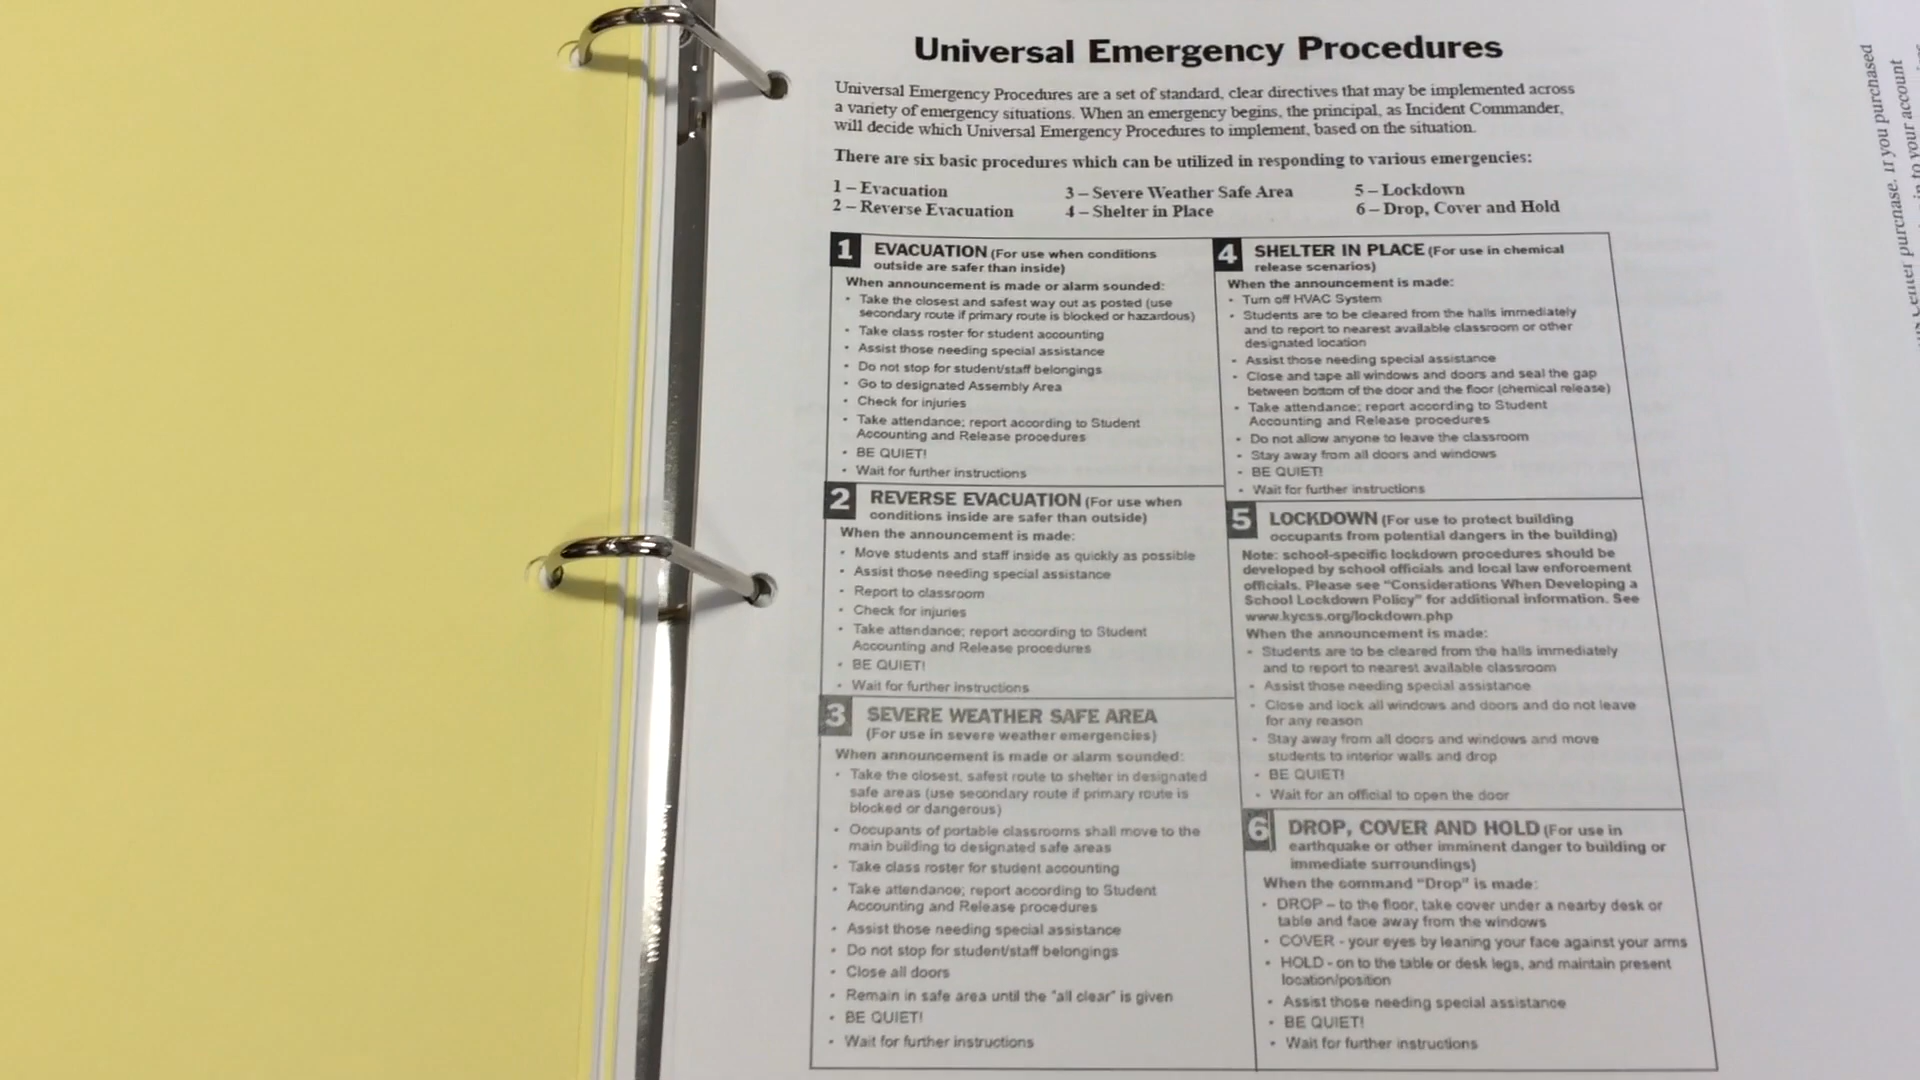 Universal Emergency Procedures
Universal Emergency Procedures are a set of standard, clear directives that may be implemented across
a variety of emergency situations. When an emergency begins, the principal, as Incident Commander,
will decide which Universal Emergency Procedures to implement, based on the situation.
There are six basic procedures which can be utilized in responding to various emergencies:
1 – Evacuation
2 – Reverse Evacuation
3 – Severe Weather Safe Area
4 – Shelter in Place
5 – Lockdown
6 – Drop, Cover and Hold
1 EVACUATION (For use when conditions
outside are safer than inside)
When announcement is made or alarm sounded:
• Take the closest and safest way out as posted (use
secondary route if primary route is blocked or hazardous)
• Take class roster for student accounting
• Assist those needing special assistance
• Do not stop for student/staff belongings
• Go to designated Assembly Area
• Check for injuries
• Take attendance; report according to Student
Accounting and Release procedures
• BE QUIET!
• Wait for further instructions
2 REVERSE EVACUATION (For use when
conditions inside are safer than outside)
When the announcement is made:
• Move students and staff inside as quickly as possible
• Assist those needing special assistance
• Report to classroom
• Check for injuries
• Take attendance; report according to Student
Accounting and Release procedures
• BE QUIET!
• Wait for further instructions
3 SEVERE WEATHER SAFE AREA
(For use in severe weather emergencies)
When announcement is made or alarm sounded:
• Take the closest, safest route to shelter in designated
safe areas (use secondary route if primary route is
blocked or dangerous)
• Occupants of portable classrooms shall move to the
main building to designated safe areas
• Take class roster for student accounting
• Take attendance; report according to Student
Accounting and Release procedures
• Assist those needing special assistance
• Do not stop for student/staff belongings
• Close all doors
• Remain in safe area until the "all clear" is given
• BE QUIET!
• Wait for further instructions
4 SHELTER IN PLACE (For use in chemical
release scenarios)
When the announcement is made:
• Turn off HVAC System
• Students are to be cleared from the halls immediately
and to report to nearest available classroom or other
designated location
• Assist those needing special assistance
• Close and tape all windows and doors and seal the gap
between bottom of the door and the floor (chemical release)
• Take attendance; report according to Student
Accounting and Release procedures
• Do not allow anyone to leave the classroom
• Stay away from all doors and windows
• BE QUIET!
• Wait for further instructions
5 LOCKDOWN (For use to protect building
occupants from potential dangers in the building)
Note: school-specific lockdown procedures should be
developed by school officials and local law enforcement
officials. Please see "Considerations When Developing a
School Lockdown Policy" for additional information. See
www.kycss.org/lockdown.php
When the announcement is made:
• Students are to be cleared from the halls immediately
and to report to nearest available classroom
• Assist those needing special assistance
• Close and lock all windows and doors and do not leave
for any reason
• Stay away from all doors and windows and move
students to interior walls and drop
• BE QUIET!
• Wait for an official to open the door
6 DROP, COVER AND HOLD (For use in
earthquake or other imminent danger to building or
immediate surroundings)
When the command "Drop" is made:
• DROP – to the floor, take cover under a nearby desk or
table and face away from the windows
• COVER - your eyes by leaning your face against your arms
• HOLD - on to the table or desk legs, and maintain present
location/position
• Assist those needing special assistance
• BE QUIET!
• Wait for further instructions
purchase. If you purchased
in to your account